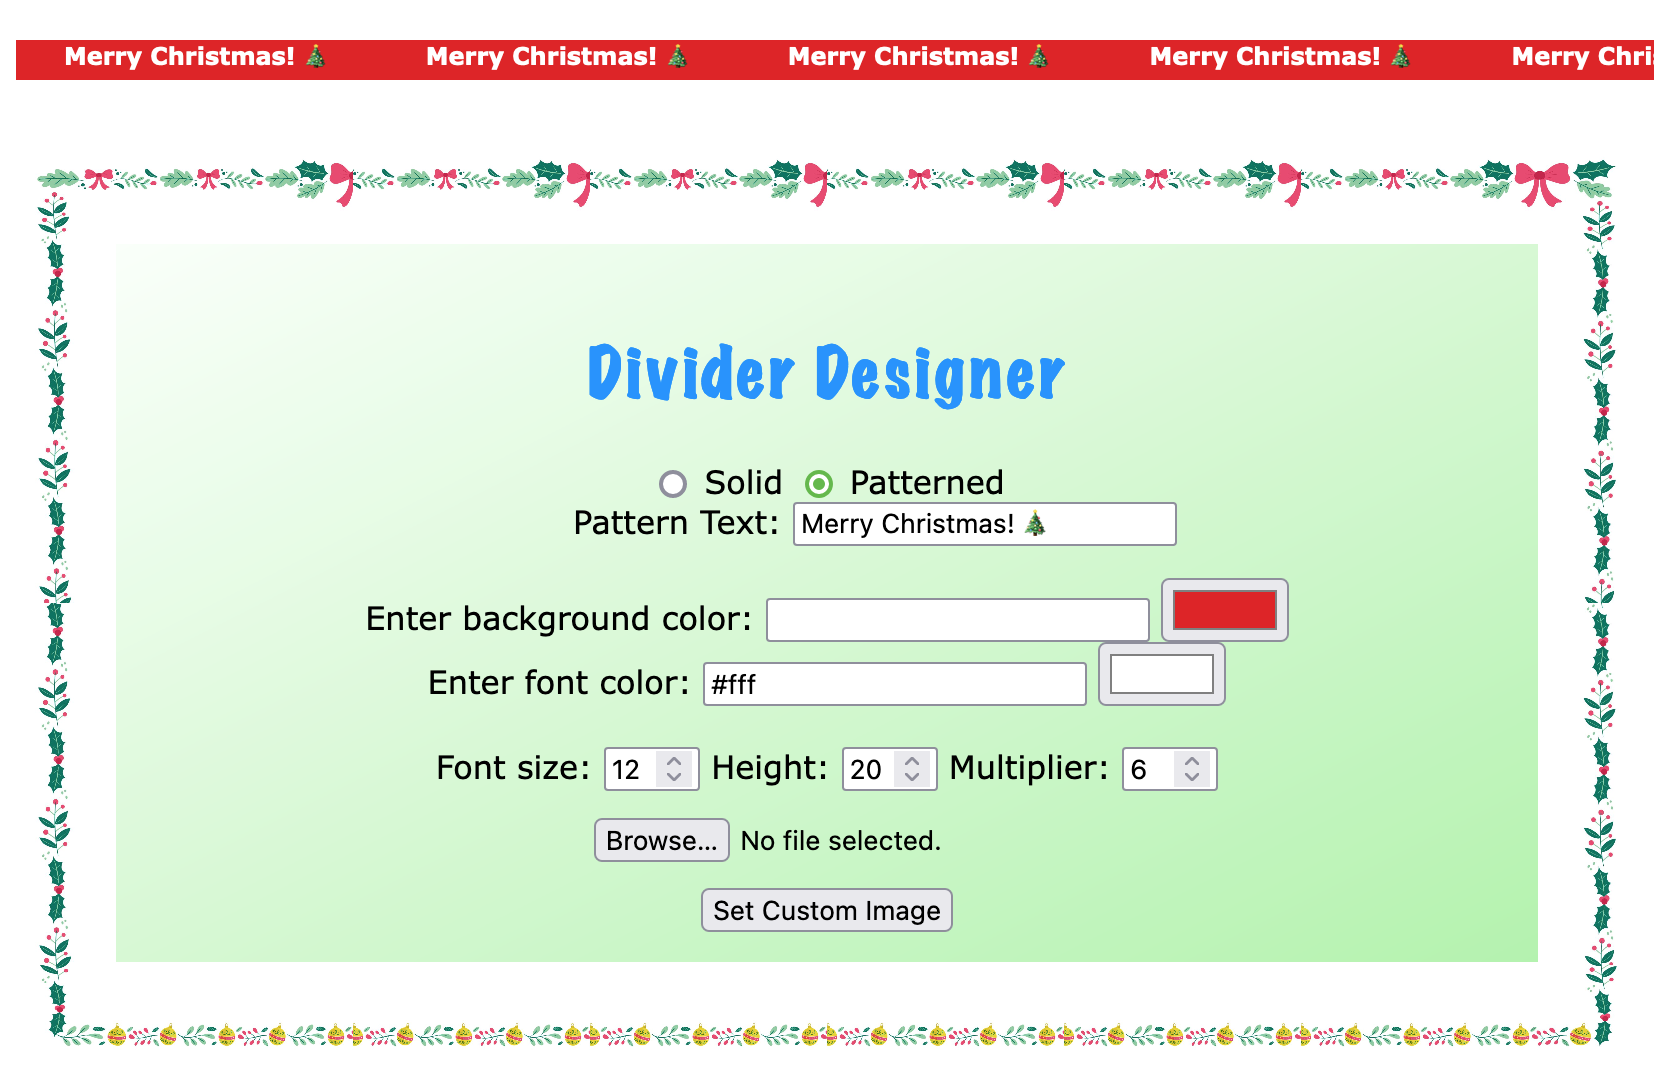 Merry Christmas! 🎄 Merry Christmas! 🎄 Merry Christmas! 🎄 Merry Christmas! 🎄 Merry Chri
Divider Designer
Solid Patterned
Pattern Text: Merry Christmas! 🎄
Enter background color:
Enter font color: #fff
Font size: 12 Height: 20 Multiplier: 6
Browse... No file selected.
Set Custom Image